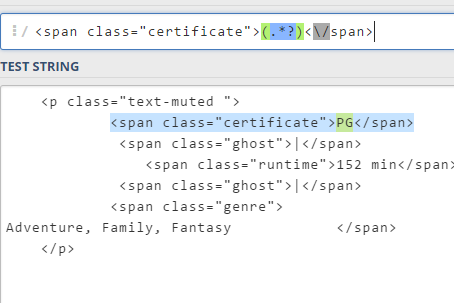 / <span class="certificate">(.*?)<\/span>
TEST STRING
<p class="text-muted ">
<span class="certificate">PG</span>
<span class="ghost">|</span>
<span class="runtime">152 min</span>
<span class="ghost">|</span>
<span class="genre">
Adventure, Family, Fantasy </span>
</p>